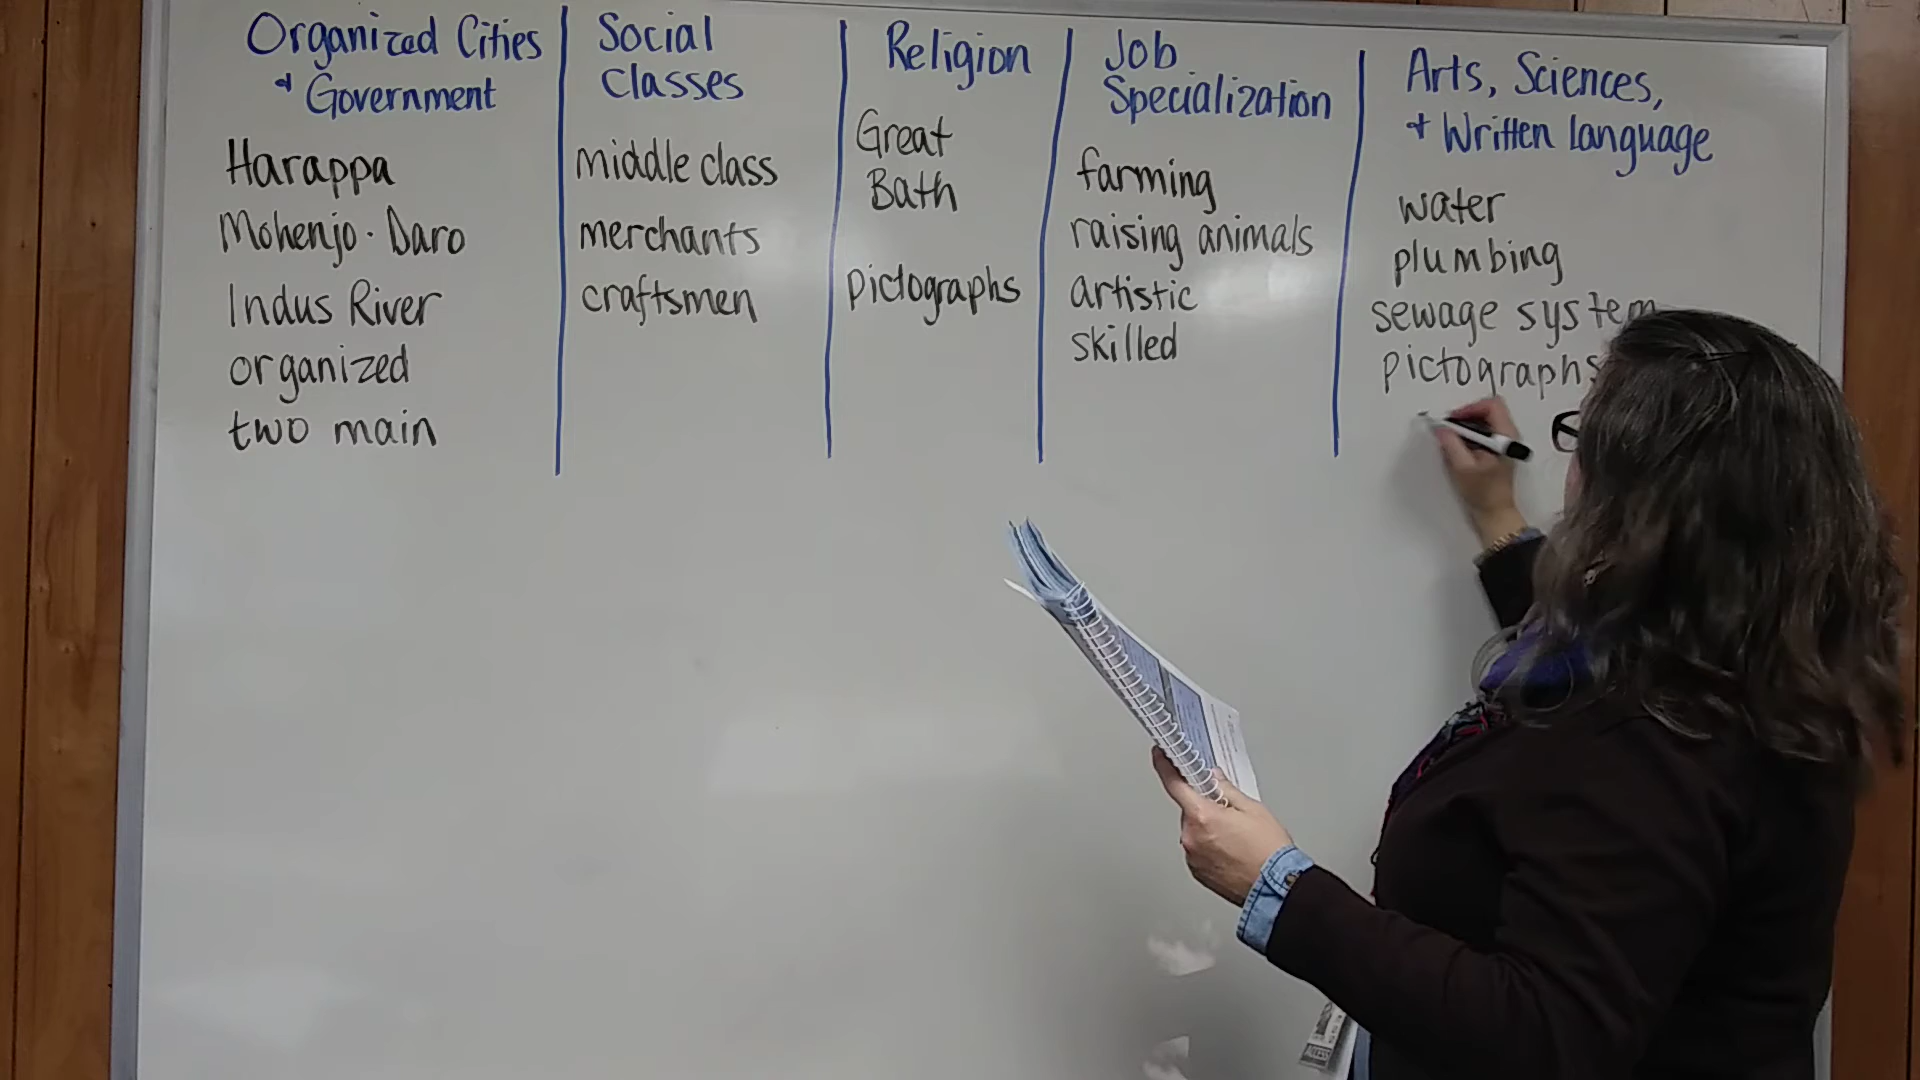 Organized Cities
+ Government
Harappa
Mohenjo-Daro
Indus River
organized
two main
Social
Classes
middle class
merchants
craftsmen
Religion
Great
Bath
pictographs
Job
Specialization
farming
raising animals
artistic
skilled
Arts, Sciences,
+ Written language
water
plumbing
sewage system
pictographs